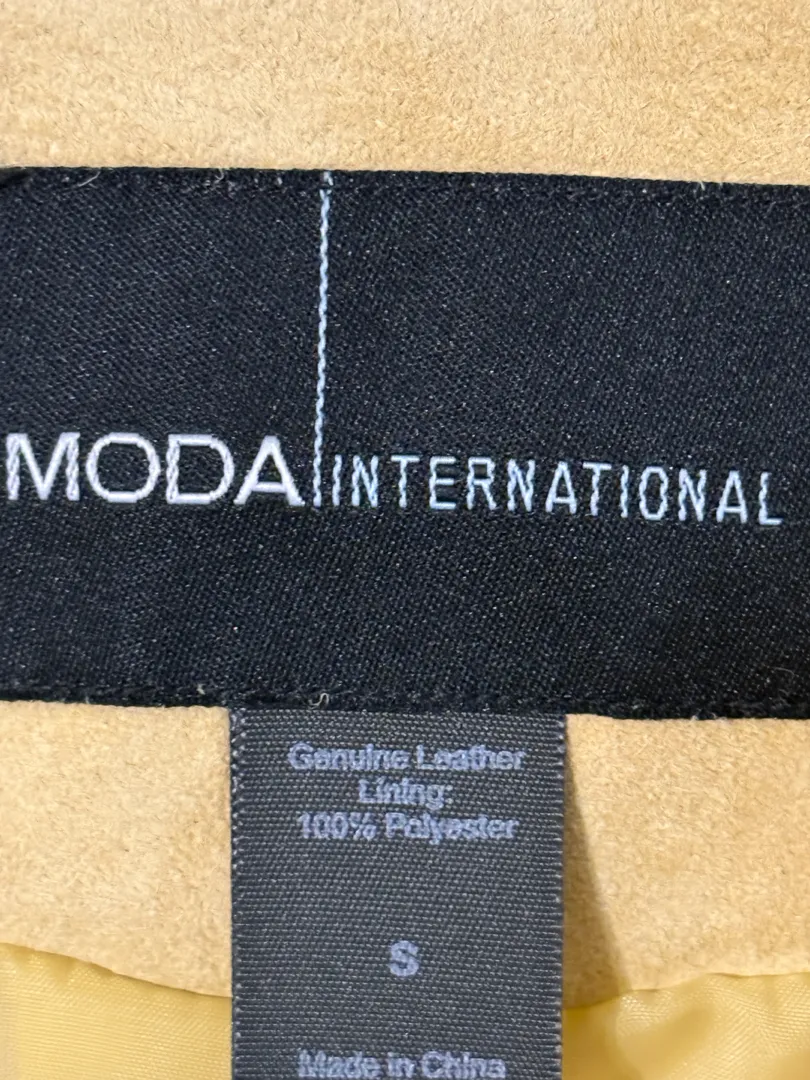 MODA INTERNATIONAL
Genuine Leather
Lining:
100% Polyester
S
Made in China